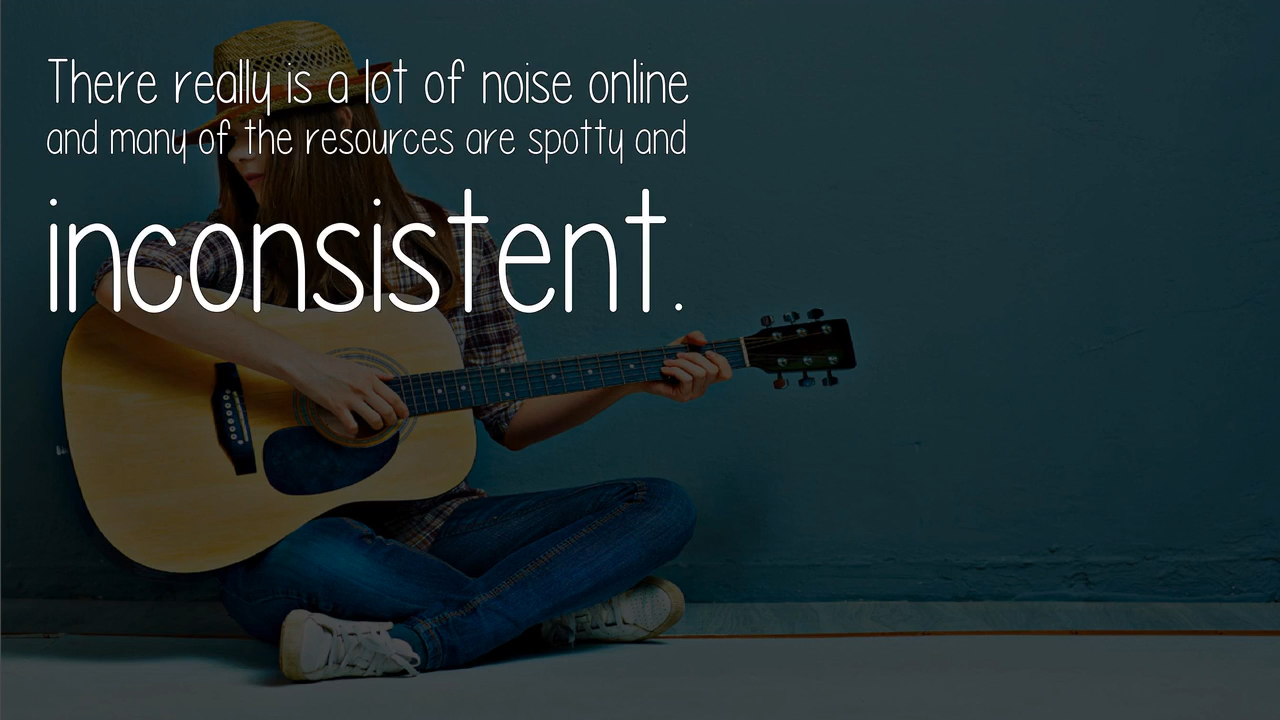 There really is a lot of noise online
and many of the resources are spotty and
inconsistent.